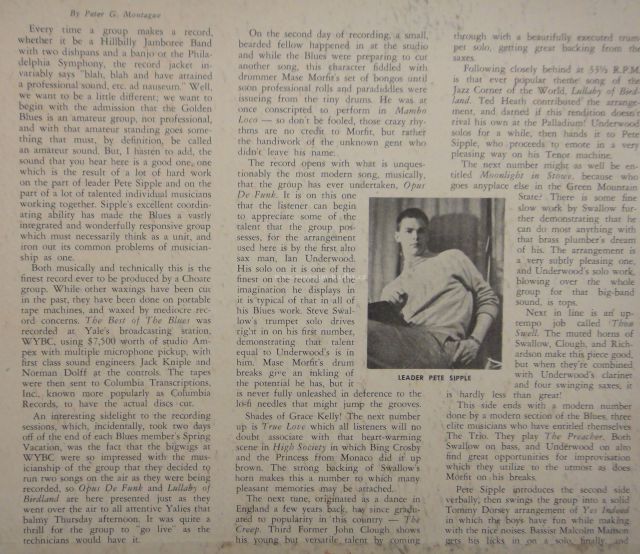 By Peter G. Montague
Every time a group makes a record,
whether it be a Hillbilly Jamboree Band
with two dishpans and a banjo or the Phila-
delphia Symphony, the record jacket in-
variably says "blah, blah and have attained
a professional sound, etc. ad nauseum." Well,
we want to be a little different; we want to
begin with the admission that the Golden
Blues is an amateur group, not professional,
and with that amateur standing goes some-
thing that must, by definition, be called
an amateur sound. But, I hasten to add, the
sound that you hear here is a good one, one
which is the result of a lot of hard work
on the part of leader Pete Sipple and on the
part of a lot of talented individual musicians
working together. Sipple's excellent coordin-
ating ability has made the Blues a vastly
integrated and wonderfully responsive group
which must necessarily think as a unit, and
iron out its common problems of musician-
ship as one.
Both musically and technically this is the
finest record ever to be produced by a Choate
group. While other waxings have been cut
in the past, they have been done on portable
tape machines, and waxed by mediocre rec-
ord concerns. The Best of The Blues was
recorded at Yale's broadcasting station,
WYBC, using $7,500 worth of studio Am-
pex with multiple microphone pickup, with
first class sound engineers Jack Kniple and
Norman Dolff at the controls. The tapes
were then sent to Columbia Transcriptions,
Inc., known more popularly as Columbia
Records, to have the actual discs cut.
An interesting sidelight to the recording
sessions, which, incidentally, took two days
off of the end of each Blues member's Spring
Vacation, was the fact that the bigwigs at
WYBC were so impressed with the mus-
icianship of the group that they decided to
run two songs on the air as they were being
recorded, so Opus De Funk and Lullaby of
Birdland are here presented just as they
went over the air to all attentive Yalies that
balmy Thursday afternoon. It was quite a
thrill for the group to "go live" as the
technicians would have it.
On the second day of recording, a small,
bearded fellow happened in at the studio
and while the Blues were preparing to cut
another song, this character fiddled with
drummer Mase Morfit's set of bongos until
soon professional rolls and paradiddles were
issuing from the tiny drums. He was at
once conscripted to perform in Mambo
Loco — so don't be fooled, those crazy rhy-
thms are no credit to Morfit, but rather
the handwork of the unknown gent who
didn't leave his name.
The record opens with what is unques-
tionably the most modern song, musically,
that the group has ever undertaken, Opus
De Funk. It is on this one
that the listener can begin
to appreciate some of the
talent that the group pos-
sesses, for the arrangement
used here is by the first alto
sax man, Ian Underwood.
His solo on it is one of the
finest on the record and the
imagination he displays in
it is typical of that in all of
his Blues work. Steve Swal-
low's trumpet solo drives
right in on his first number,
demonstrating that talent
equal to Underwood's is in
him. Mase Morfit's drum
breaks give an inkling of
the potential he has, but it
is never fully unleashed in deference to the
lo-fi needles that might jump the grooves.
Shades of Grace Kelly! The next number
up is True Love which all listeners will no
doubt associate with that heart-warming
scene in High Society in which Bing Crosby
and the Princess from Monaco did if up
brown. The strong backing of Swallow's
horn makes this a number to which many
pleasant memories may be attached.
The next tune, originated as a dance in
England a few years back, has since gradu-
ated to popularity in this country — The
Creep. Third Former John Clough shows
his young but versatile talent by coming
through with a beautifully executed trum-
pet solo, getting great backing from the
saxes.
Following closely behind at 33⅓ R.P.M.
is that ever popular theme song of the
Jazz Corner of the World, Lullaby of Bird-
land. Ted Heath contributed the arrange-
ment, and darned if this rendition doesn't
rival his own at the Palladium! Underwood
solos for a while, then hands it to Pete
Sipple, who proceeds to emote in a very
pleasing way on his Tenor machine.
The next number might as well be en-
titled Moonlight in Stowe, because who
goes anyplace else in the Green Mountain
State? There is some fine
slow work by Swallow fur-
ther demonstrating that he
can do most anything with
that brass plumber's dream
of his. The arrangement is
a very subtly pleasing one,
and Underwood's solo work,
blowing over the whole
group for that big-band
sound, is tops.
Next in line is an up-
tempo job called Thou
Swell. The muted horns of
Swallow, Clough, and Rich-
ardson make this piece good,
but when they're combined
with Underwood's clarinet
and four swinging saxes, it
is hardly less than great!
This side ends with a modern number
done by a modern section of the Blues, three
elite musicians who have entitled themselves
The Trio. They play The Preacher. Both
Swallow on bass, and Underwood on alto
find great opportunities for improvisation
which they utilize to the utmost as does
Morfit on his breaks.
Pete Sipple introduces the second side
verbally, then swings the group into a solid
Tommy Dorsey arrangement of Yes Indeed
in which the boys have fun while making
with the nice noises. Bassist Malcolm Matson
gets his licks in on a solo, finally, and
LEADER PETE SIPPLE